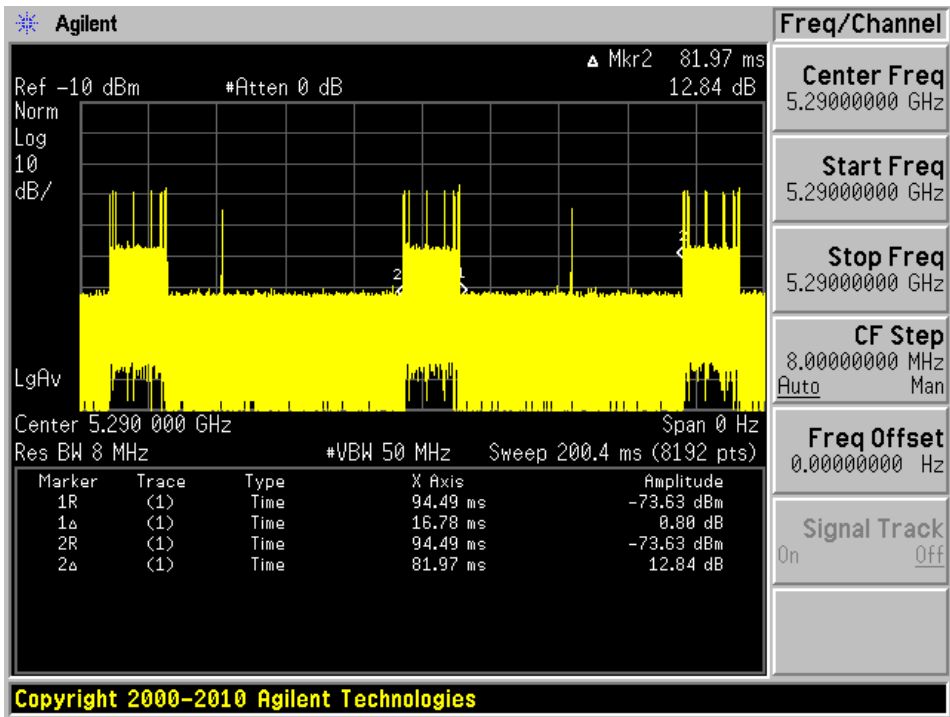 Agilent
Δ Mkr2 81.97 ms
Ref -10 dBm #Atten 0 dB 12.84 dB
Norm
Log
10
dB/
2
2 1
LgAv
Center 5.290 000 GHz Span 0 Hz
Res BW 8 MHz #VBW 50 MHz Sweep 200.4 ms (8192 pts)
Marker Trace Type X Axis Amplitude
1R (1) Time 94.49 ms -73.63 dBm
1Δ (1) Time 16.78 ms 0.80 dB
2R (1) Time 94.49 ms -73.63 dBm
2Δ (1) Time 81.97 ms 12.84 dB
Copyright 2000-2010 Agilent Technologies
Freq/Channel
Center Freq
5.29000000 GHz
Start Freq
5.29000000 GHz
Stop Freq
5.29000000 GHz
CF Step
8.00000000 MHz
Auto Man
Freq Offset
0.00000000 Hz
Signal Track
On Off